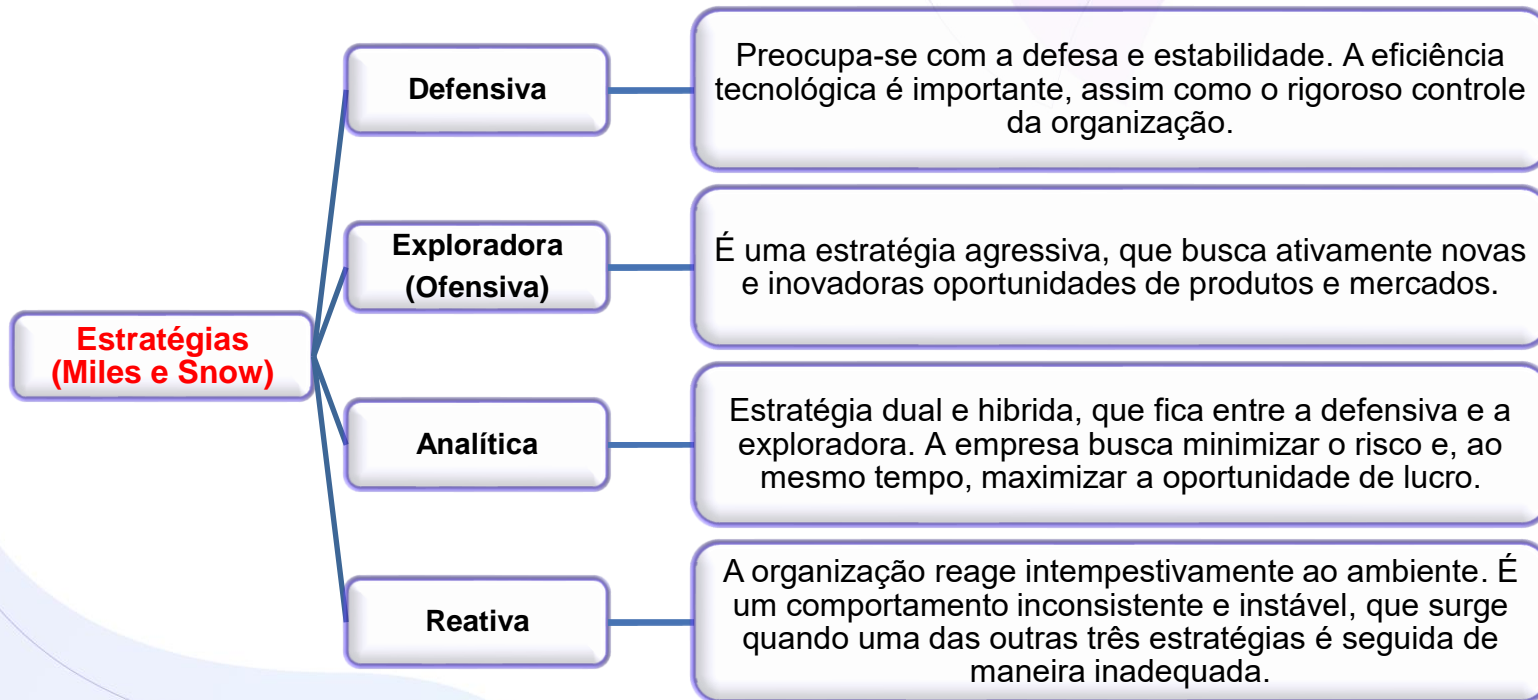 Estratégias
(Miles e Snow)
Defensiva
Preocupa-se com a defesa e estabilidade. A eficiência
tecnológica é importante, assim como o rigoroso controle
da organização.
Exploradora
(Ofensiva)
É uma estratégia agressiva, que busca ativamente novas
e inovadoras oportunidades de produtos e mercados.
Analítica
Estratégia dual e hibrida, que fica entre a defensiva e a
exploradora. A empresa busca minimizar o risco e, ao
mesmo tempo, maximizar a oportunidade de lucro.
Reativa
A organização reage intempestivamente ao ambiente. É
um comportamento inconsistente e instável, que surge
quando uma das outras três estratégias é seguida de
maneira inadequada.